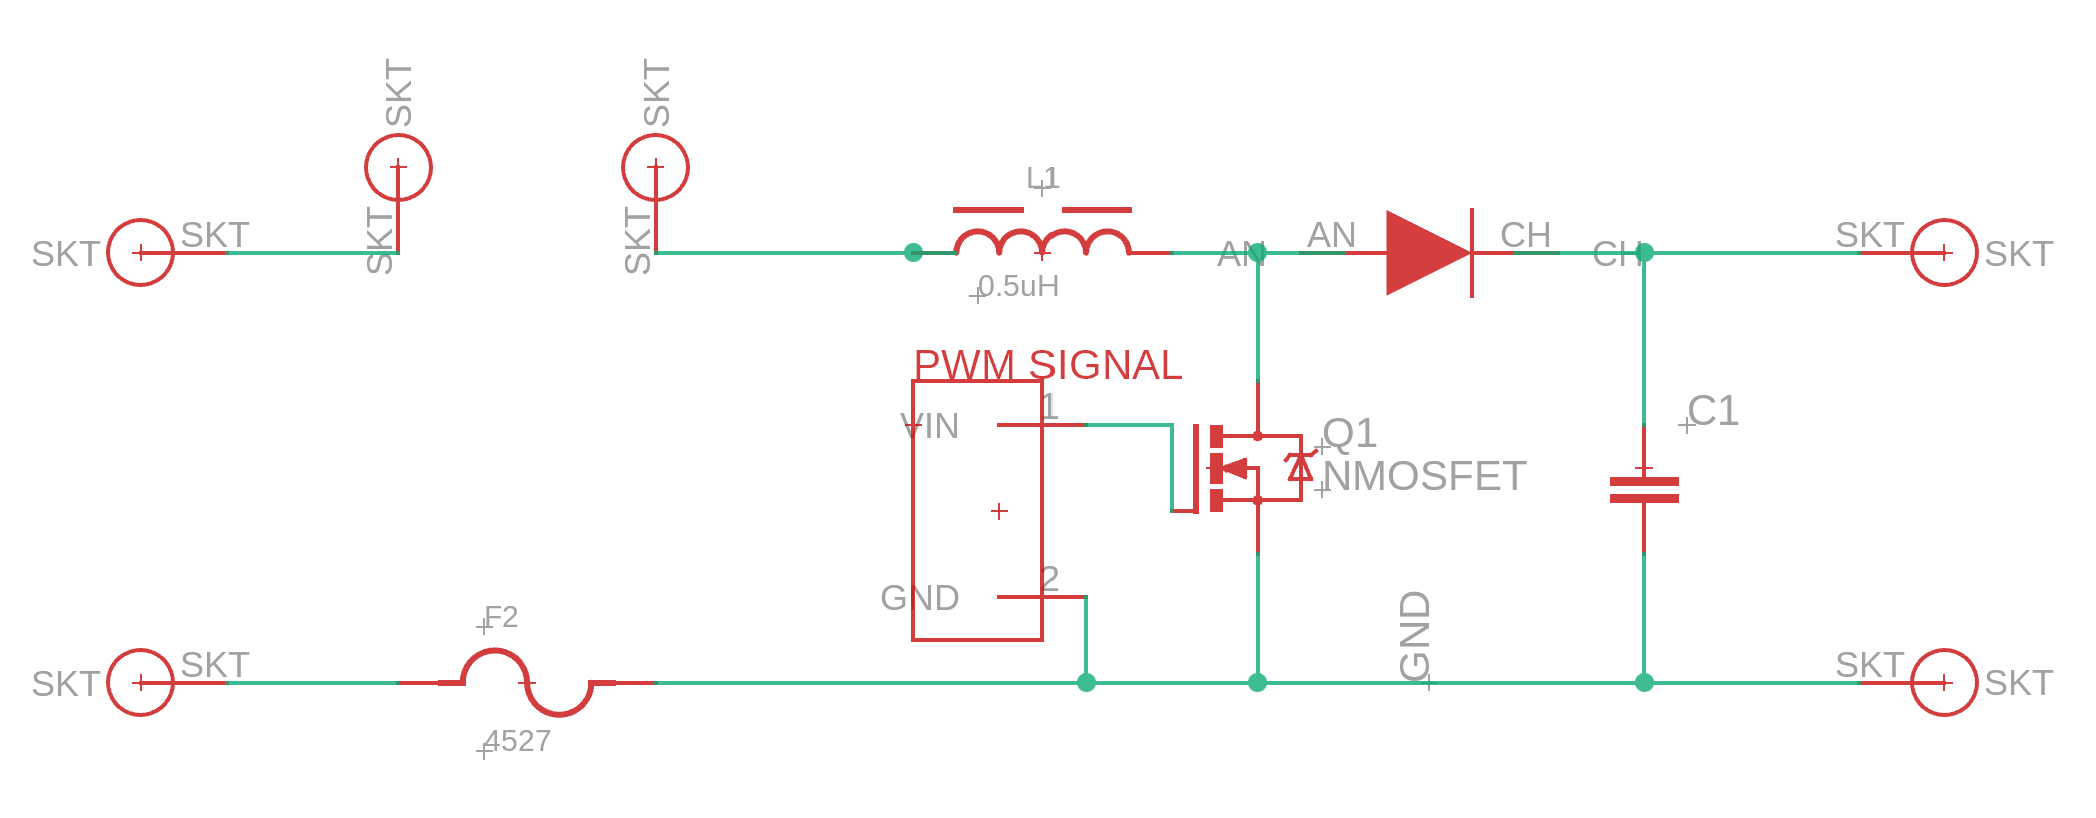 SKT
SKT
L1
SKT
SKT
SKT
SKT
AN
AN
CH
CH
SKT
SKT
0.5uH
PWM SIGNAL
VIN
1
Q1
NMOSFET
C1
GND
2
GND
F2
SKT
SKT
SKT
SKT
4527